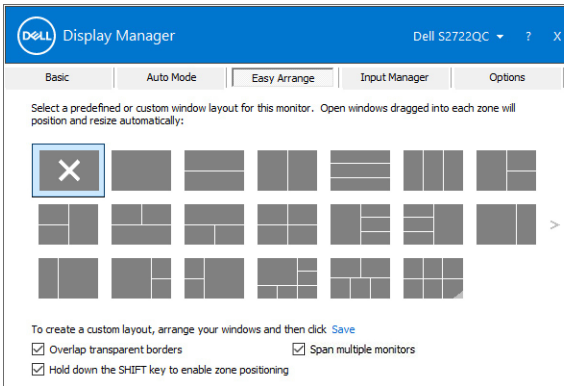 DELL Display Manager Dell S2722QC ? X
Basic Auto Mode Easy Arrange Input Manager Options
Select a predefined or custom window layout for this monitor. Open windows dragged into each zone will
position and resize automatically:
>
To create a custom layout, arrange your windows and then click Save
Overlap transparent borders Span multiple monitors
Hold down the SHIFT key to enable zone positioning